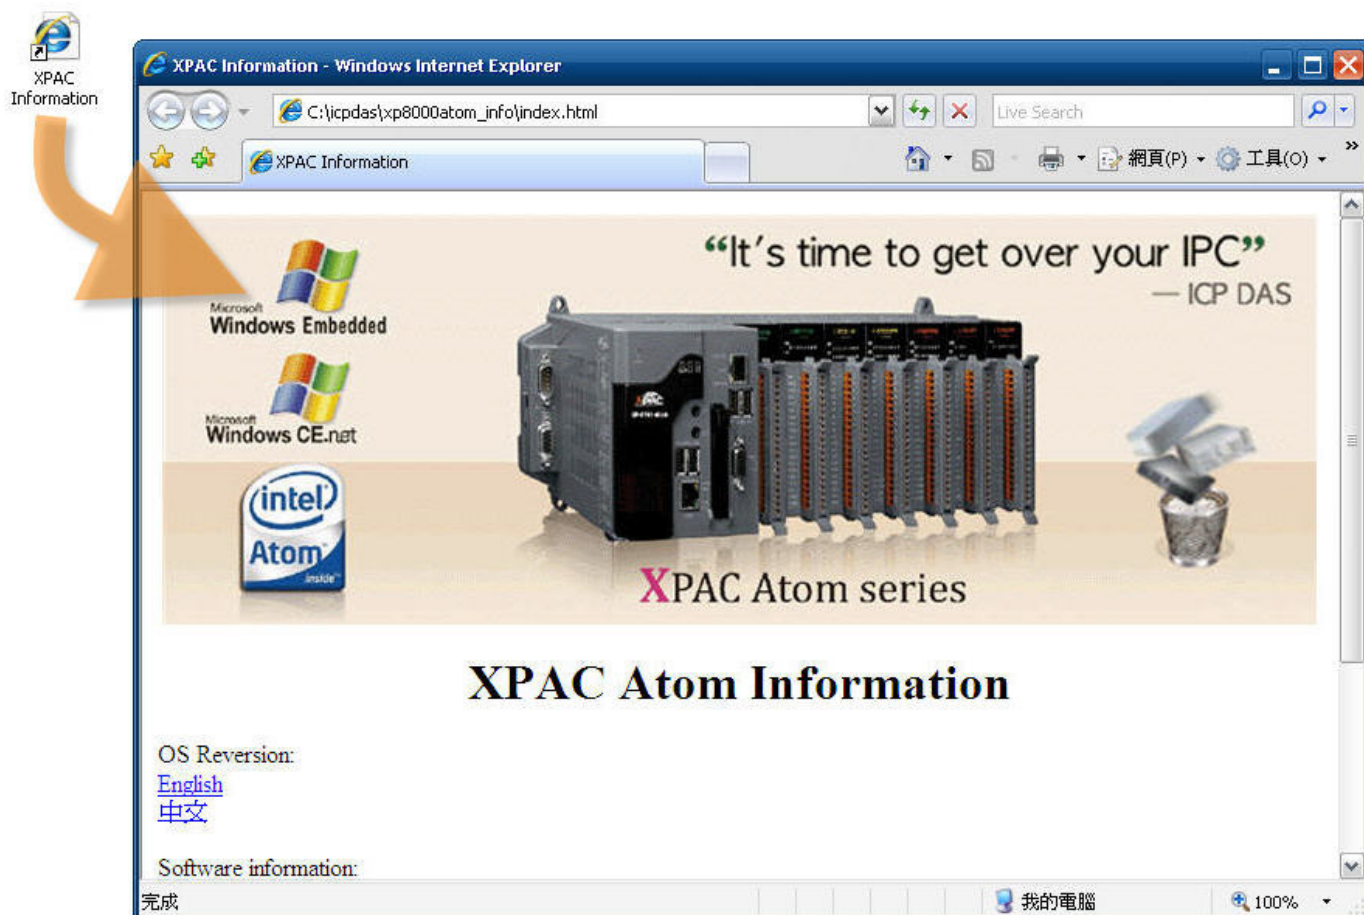 XPAC
Information
XPAC Information - Windows Internet Explorer
C:\icpdas\xp8000atom_info\index.html
Live Search
XPAC Information
網頁(P)
工具(O)
"It's time to get over your IPC"
— ICP DAS
Microsoft
Windows Embedded
Microsoft
Windows CE.net
intel
Atom
inside™
XPAC Atom series
XPAC Atom Information
OS Reversion:
English
中文
Software information:
完成
我的電腦
100%